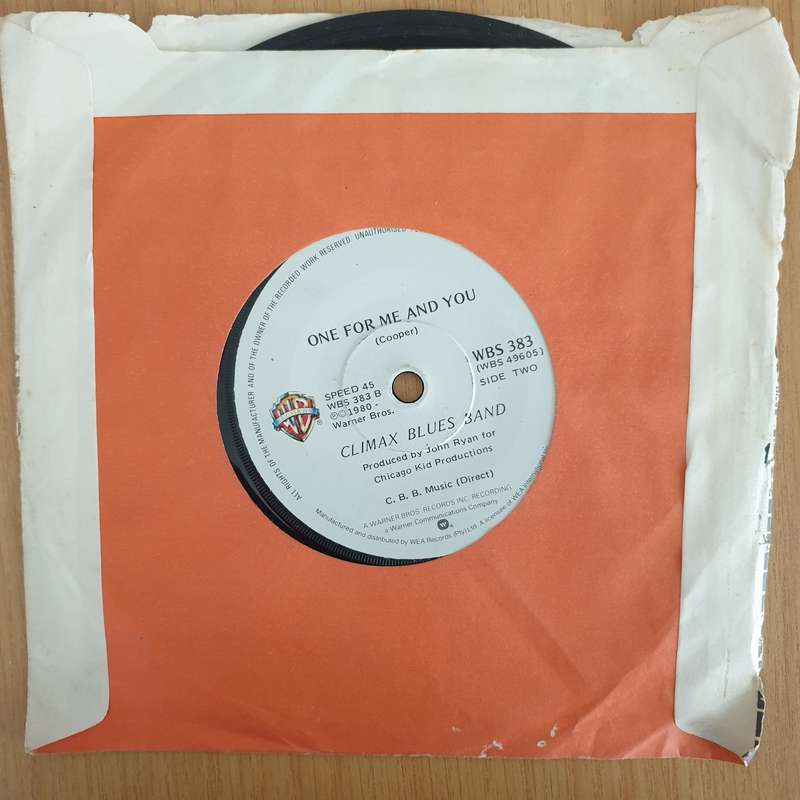 ALL RIGHTS OF THE MANUFACTURER AND OF THE OWNER OF THE RECORDED WORK RESERVED. UNAUTHORISED
ONE FOR ME AND YOU
(Cooper)
WBS 383
(WBS 49605)
SIDE TWO
SPEED 45
WBS 383 B
Ⓟ©1980 -
Warner Bros.
CLIMAX BLUES BAND
Produced by John Ryan for
Chicago Kid Productions
C. B. B. Music (Direct)
A WARNER BROS. RECORDS INC. RECORDING
a Warner Communications Company
Manufactured and distributed by WEA Records (Pty) Ltd. A licensee of WEA International